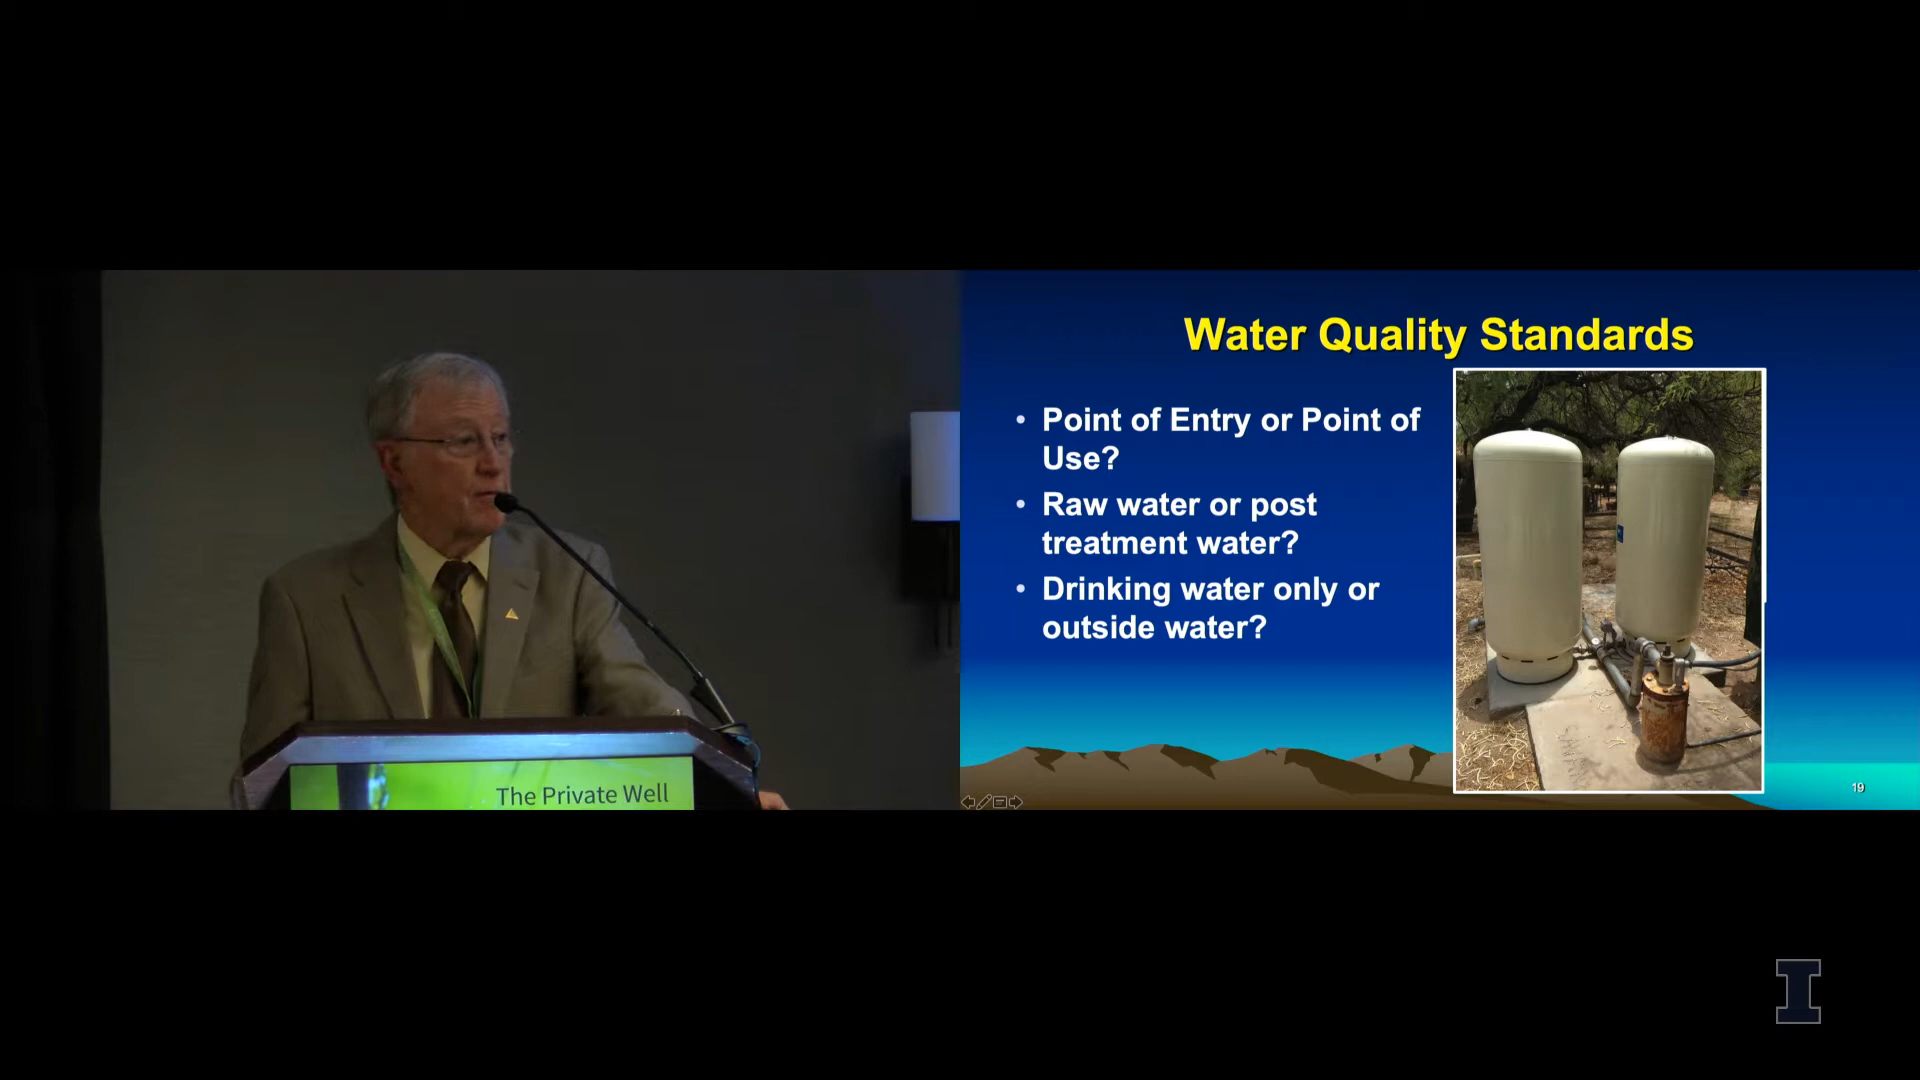 Water Quality Standards
• Point of Entry or Point of
Use?
• Raw water or post
treatment water?
• Drinking water only or
outside water?
19
The Private Well
I